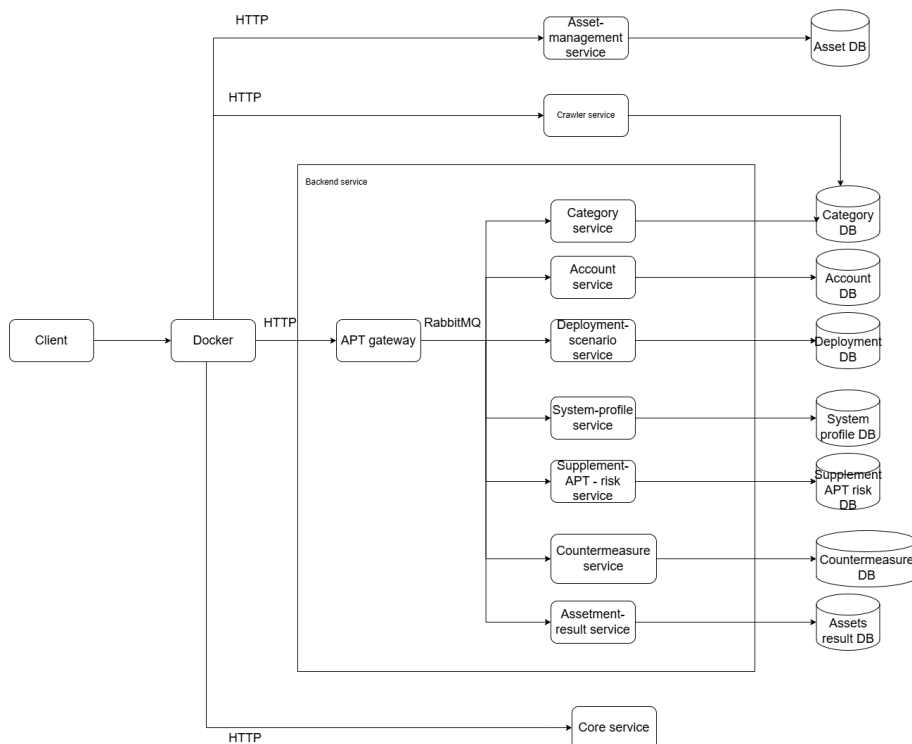 HTTP
Asset-
management
service
Asset DB
HTTP
Crawler service
Backend service
Category
service
Category
DB
Account
service
Account
DB
Client
Docker
HTTP
APT gateway
RabbitMQ
Deployment-
scenario
service
Deployment
DB
System-profile
service
System
profile DB
Supplement-
APT - risk
service
Supplement
APT risk
DB
Countermeasure
service
Countermeasure
DB
Assetment-
result service
Assets
result DB
Core service
HTTP